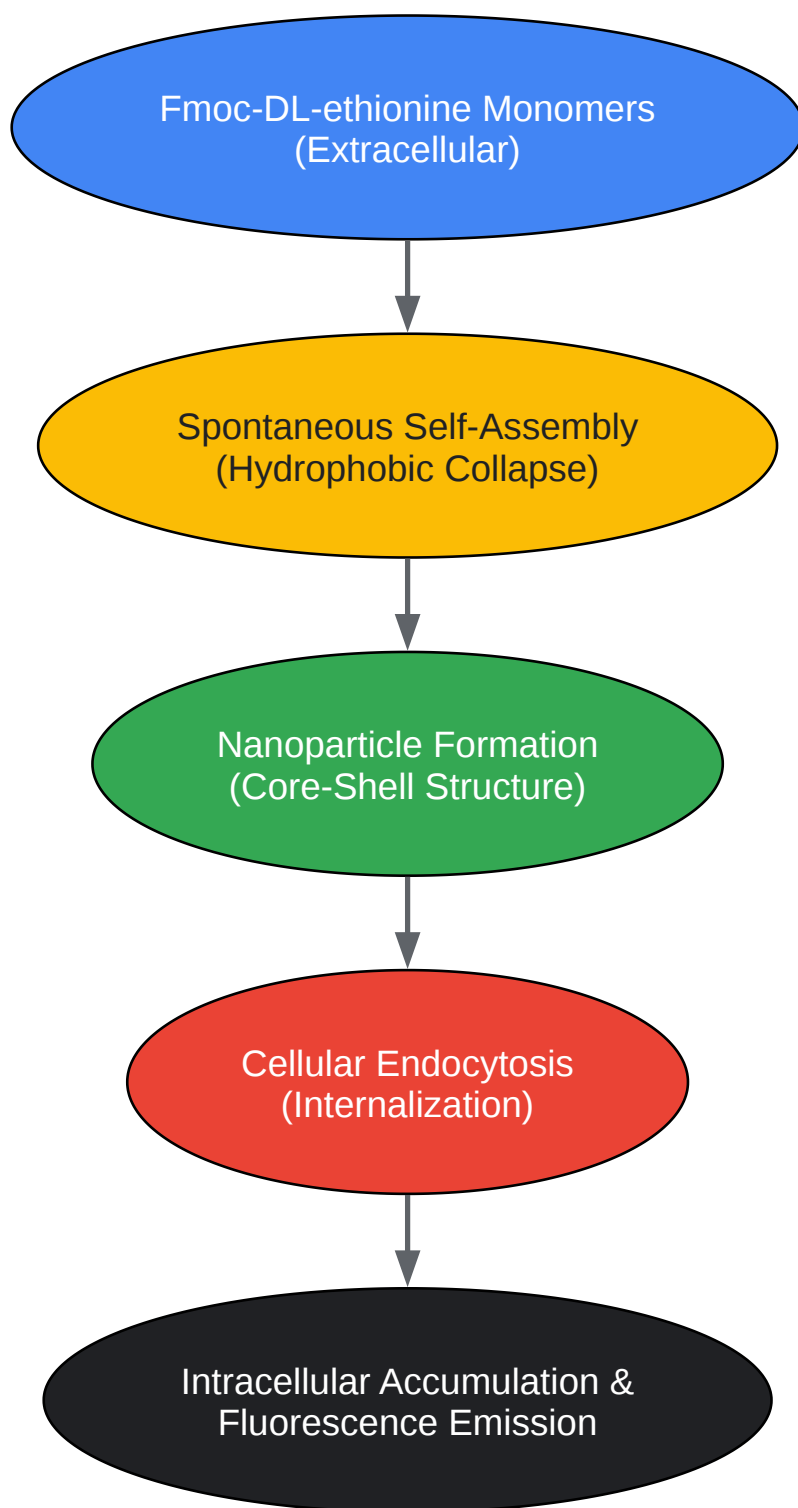 Fmoc-DL-ethionine Monomers
(Extracellular)
Spontaneous Self-Assembly
(Hydrophobic Collapse)
Nanoparticle Formation
(Core-Shell Structure)
Cellular Endocytosis
(Internalization)
Intracellular Accumulation &
Fluorescence Emission